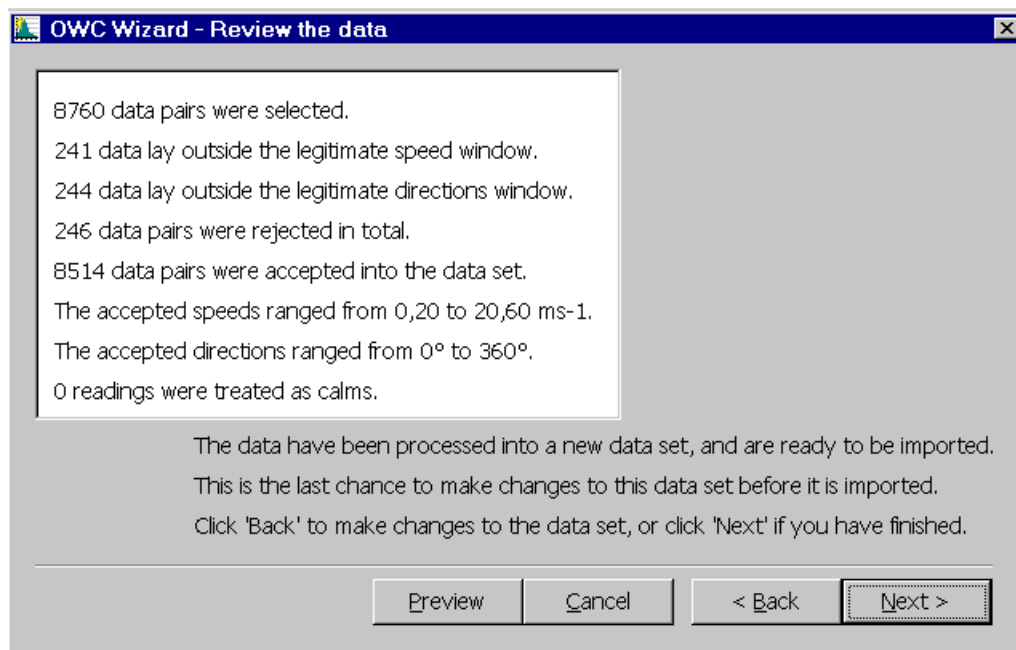 OWC Wizard - Review the data
8760 data pairs were selected.
241 data lay outside the legitimate speed window.
244 data lay outside the legitimate directions window.
246 data pairs were rejected in total.
8514 data pairs were accepted into the data set.
The accepted speeds ranged from 0,20 to 20,60 ms-1.
The accepted directions ranged from 0° to 360°.
0 readings were treated as calms.
The data have been processed into a new data set, and are ready to be imported.
This is the last chance to make changes to this data set before it is imported.
Click 'Back' to make changes to the data set, or click 'Next' if you have finished.
Preview Cancel < Back Next >